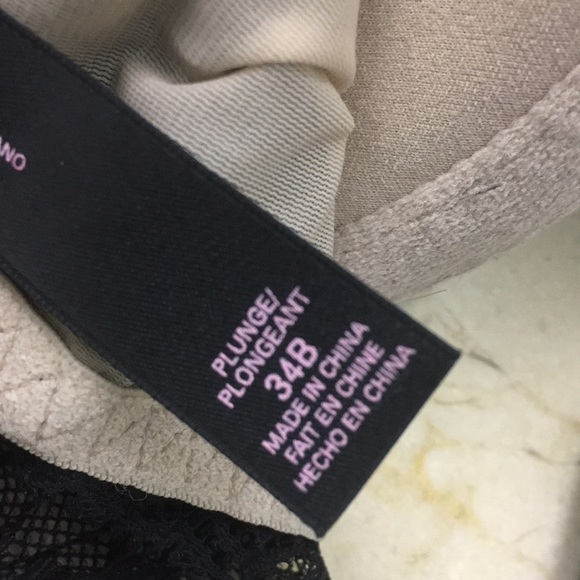 PLUNGE/
PLONGEANT
34B
MADE IN CHINA
FAIT EN CHINE
HECHO EN CHINA